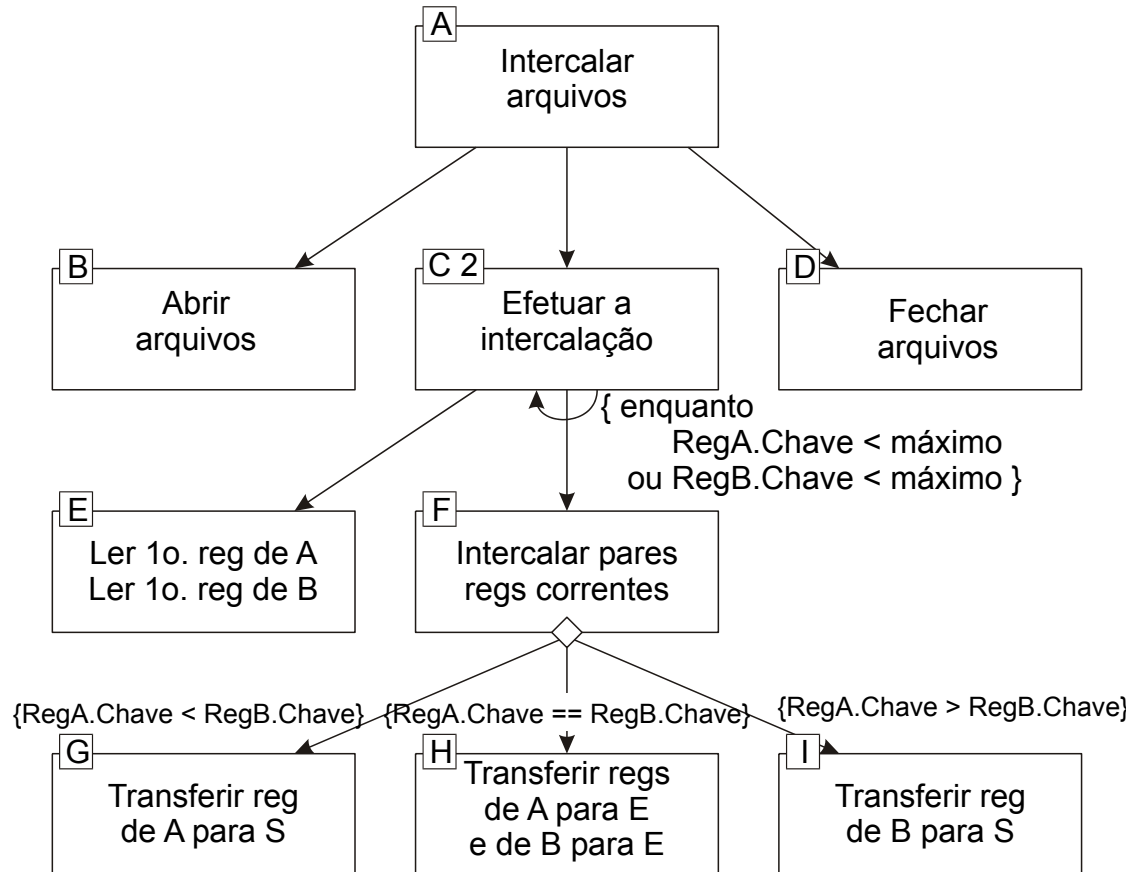 A
Intercalar
arquivos
B
Abrir
arquivos
C 2
Efetuar a
intercalação
D
Fechar
arquivos
{ enquanto
RegA.Chave < máximo
ou RegB.Chave < máximo }
E
Ler 1o. reg de A
Ler 1o. reg de B
F
Intercalar pares
regs correntes
{RegA.Chave < RegB.Chave}
{RegA.Chave == RegB.Chave}
{RegA.Chave > RegB.Chave}
G
Transferir reg
de A para S
H
Transferir regs
de A para E
e de B para E
I
Transferir reg
de B para S